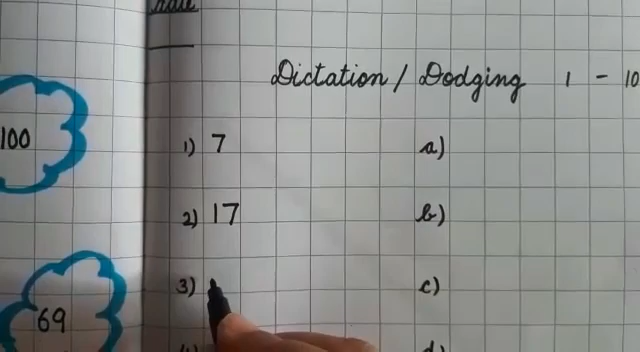 Dictation / Dodging 1 - 10
100
1) 7 a)
2) 17 b)
3) c)
69